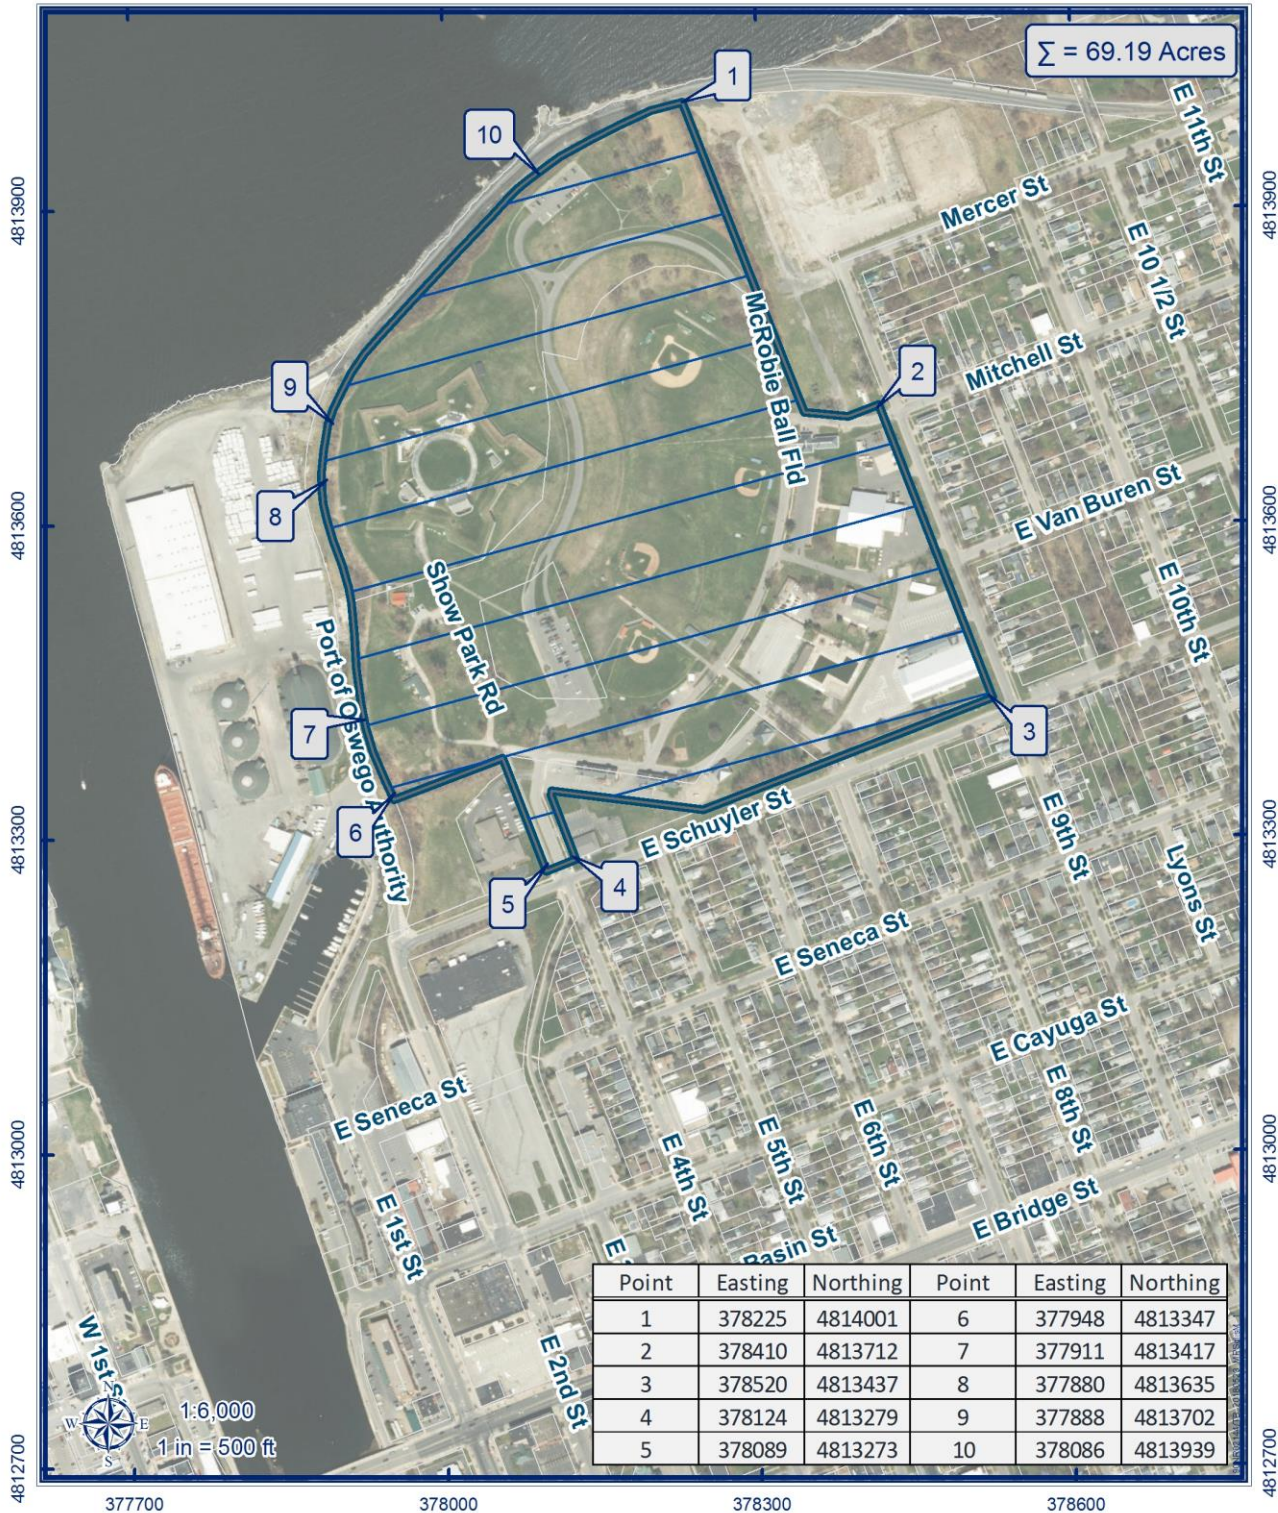 ∑ = 69.19 Acres
1
10
E 11th St
4813900
4813900
Mercer St
E 10 1/2 St
McRobie Ball Fld
Mitchell St
2
9
8
E Van Buren St
4813600
4813600
Show Park Rd
E 10th St
Port of Oswego Authority
7
3
6
E Schuyler St
E 9th St
4813300
4813300
Lyons St
5
4
E Seneca St
E Cayuga St
E Seneca St
E 8th St
E 6th St
E 5th St
E 4th St
4813000
4813000
E 1st St
E Bridge St
Basin St
Point Easting Northing Point Easting Northing
1 378225 4814001 6 377948 4813347
2 378410 4813712 7 377911 4813417
3 378520 4813437 8 377880 4813635
4 378124 4813279 9 377888 4813702
5 378089 4813273 10 378086 4813939
E 2nd St
W 1st S
N
W E
S
1:6,000
1 in = 500 ft
4812700
4812700
377700 378000 378300 378600